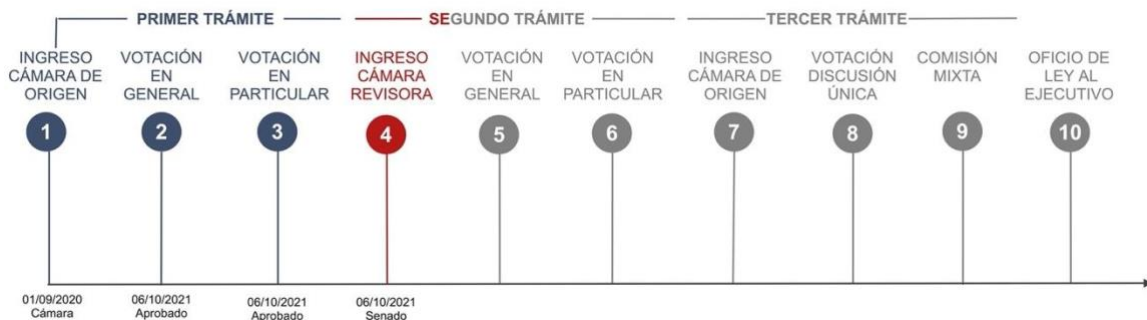 PRIMER TRÁMITE
SEGUNDO TRÁMITE
TERCER TRÁMITE
INGRESO
CÁMARA DE
ORIGEN
VOTACIÓN
EN
GENERAL
VOTACIÓN
EN
PARTICULAR
INGRESO
CÁMARA
REVISORA
VOTACIÓN
EN
GENERAL
VOTACIÓN
EN
PARTICULAR
INGRESO
CÁMARA DE
ORIGEN
VOTACIÓN
DISCUSIÓN
ÚNICA
COMISIÓN
MIXTA
OFICIO DE
LEY AL
EJECUTIVO
1
2
3
4
5
6
7
8
9
10
01/09/2020
Cámara
06/10/2021
Aprobado
06/10/2021
Aprobado
06/10/2021
Senado